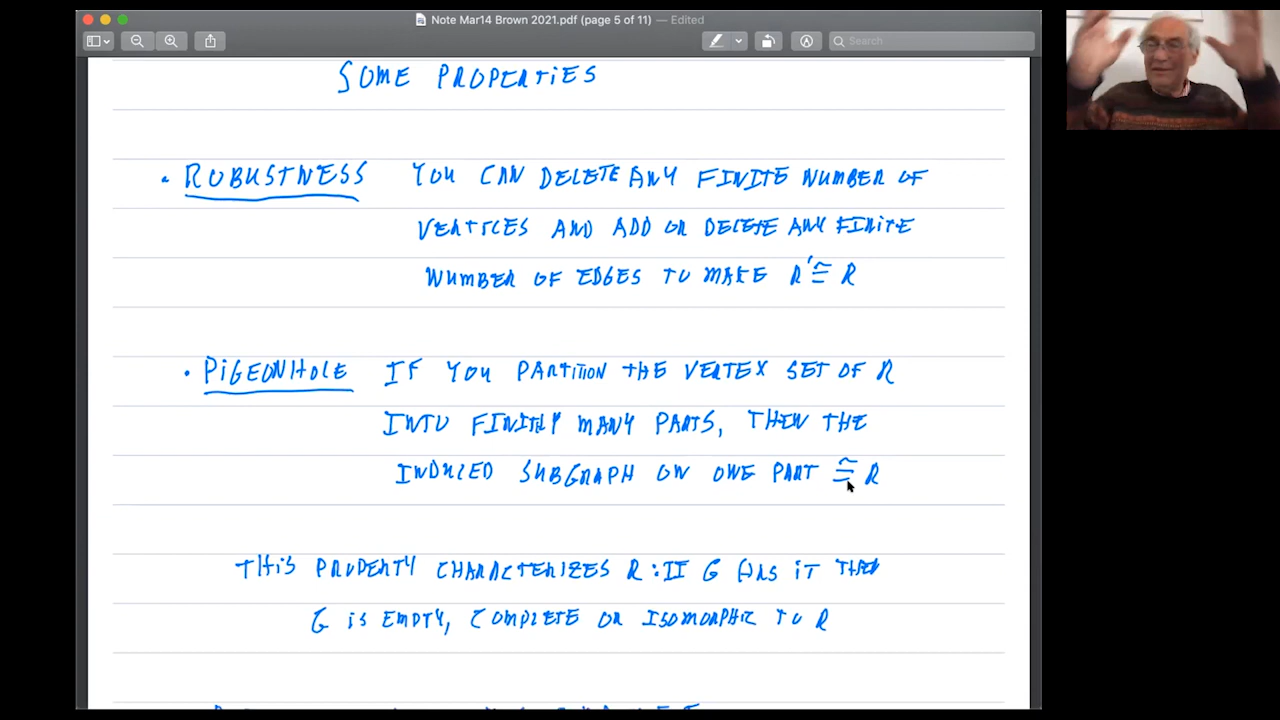 Note Mar14 Brown 2021.pdf (page 5 of 11) — Edited
Search
SOME PROPERTIES
• ROBUSTNESS YOU CAN DELETE ANY FINITE NUMBER OF
VERTICES AND ADD OR DELETE ANY FINITE
NUMBER OF EDGES TO MAKE R' ≅ R
• PIGEONHOLE IF YOU PARTITION THE VERTEX SET OF R
INTO FINITLY MANY PARTS, THEN THE
INDUCED SUBGRAPH ON ONE PART ≅ R
THIS PROPERTY CHARACTERIZES R: IF G HAS IT THEN
G IS EMPTY, COMPLETE OR ISOMORPHIC TO R